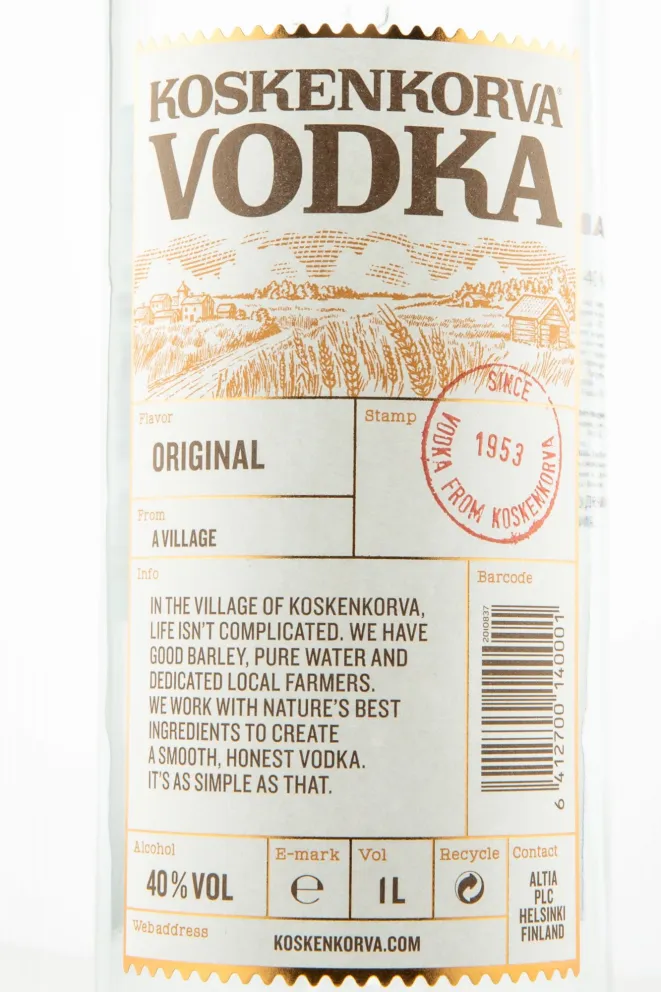 KOSKENKORVA®
VODKA
Flavor
ORIGINAL
Stamp
SINCE
1953
VODKA FROM KOSKENKORVA
From
A VILLAGE
Info
IN THE VILLAGE OF KOSKENKORVA,
LIFE ISN'T COMPLICATED. WE HAVE
GOOD BARLEY, PURE WATER AND
DEDICATED LOCAL FARMERS.
WE WORK WITH NATURE'S BEST
INGREDIENTS TO CREATE
A SMOOTH, HONEST VODKA.
IT'S AS SIMPLE AS THAT.
Barcode
2010837
6 412700 140001
Alcohol
40% VOL
E-mark
℮
Vol
1L
Recycle
Contact
ALTIA
PLC
HELSINKI
FINLAND
Webaddress
KOSKENKORVA.COM